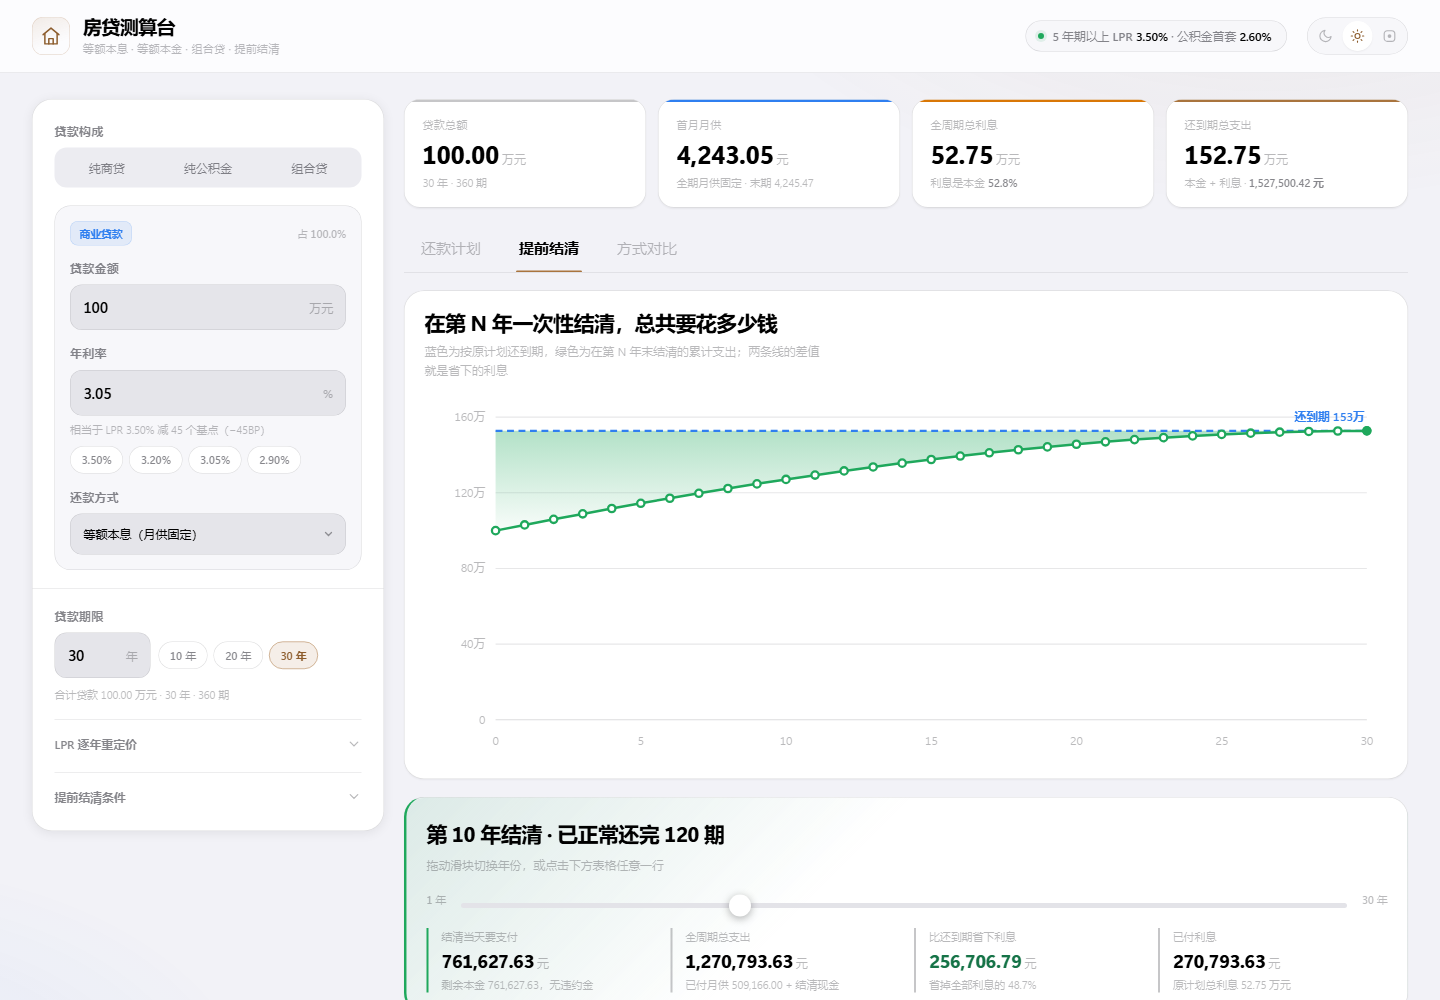 房贷测算台
等额本息 · 等额本金 · 组合贷 · 提前结清
5 年期以上 LPR 3.50% · 公积金首套 2.60%
贷款构成
纯商贷 纯公积金 组合贷
商业贷款 占 100.0%
贷款金额
100 万元
年利率
3.05 %
相当于 LPR 3.50% 减 45 个基点（−45BP）
3.50% 3.20% 3.05% 2.90%
还款方式
等额本息（月供固定）
贷款期限
30 年 10 年 20 年 30 年
合计贷款 100.00 万元 · 30 年 · 360 期
LPR 逐年重定价
提前结清条件
贷款总额
100.00 万元
30 年 · 360 期
首月月供
4,243.05 元
全期月供固定 · 末期 4,245.47
全周期总利息
52.75 万元
利息是本金 52.8%
还到期总支出
152.75 万元
本金 + 利息 · 1,527,500.42 元
还款计划 提前结清 方式对比
在第 N 年一次性结清，总共要花多少钱
蓝色为按原计划还到期，绿色为在第 N 年末结清的累计支出；两条线的差值
就是省下的利息
还到期 153万
160万
120万
80万
40万
0
0 5 10 15 20 25 30
第 10 年结清 · 已正常还完 120 期
拖动滑块切换年份，或点击下方表格任意一行
1 年 30 年
结清当天要支付
761,627.63 元
剩余本金 761,627.63，无违约金
全周期总支出
1,270,793.63 元
已付月供 509,166.00 + 结清现金
比还到期省下利息
256,706.79 元
省掉全部利息的 48.7%
已付利息
270,793.63 元
原计划总利息 52.75 万元